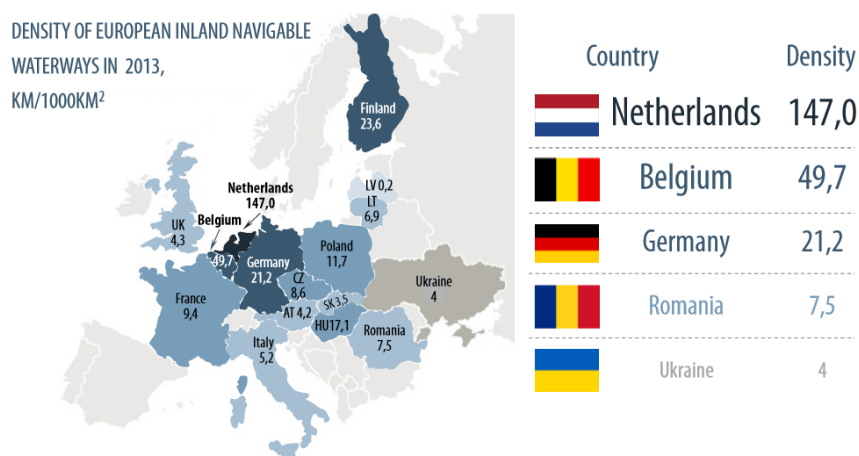 DENSITY OF EUROPEAN INLAND NAVIGABLE
WATERWAYS IN 2013,
KM/1000KM²
Finland
23,6
LV 0,2
LT
6,9
Netherlands
147,0
Belgium
49,7
UK
4,3
Germany
21,2
Poland
11,7
CZ
8,6
Ukraine
4
SK 3,5
France
9,4
AT 4,2
HU17,1
Romania
7,5
Italy
5,2
Country Density
Netherlands 147,0
Belgium 49,7
Germany 21,2
Romania 7,5
Ukraine 4